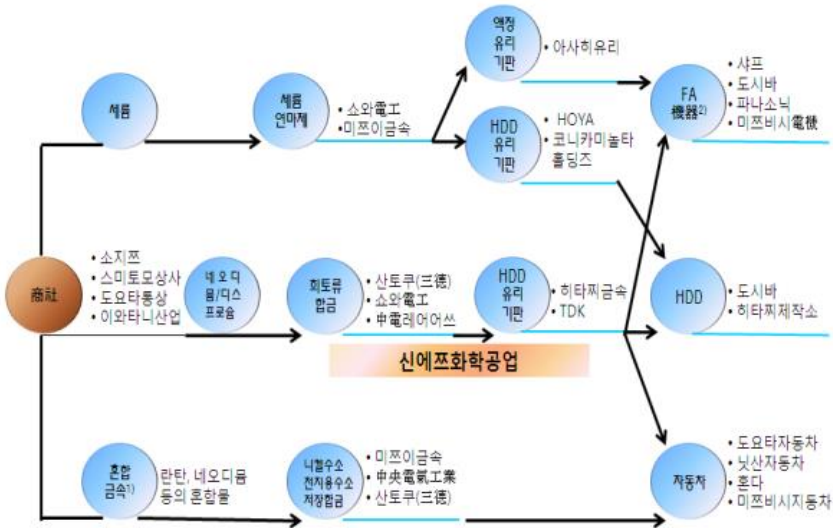 세륨
세륨
연마제
• 쇼와電工
• 미쯔이금속
액정
유리
기판
• 아사히유리
HDD
유리
기판
• HOYA
• 코니카미놀타
홀딩즈
FA
機器2)
• 샤프
• 도시바
• 파나소닉
• 미쯔비시電機
商社
• 소지쯔
• 스미토모상사
• 도요타통상
• 이와타니산업
네오디
뮴/디스
프로슘
희토류
합금
• 산토쿠(三德)
• 쇼와電工
• 中電레어어쓰
HDD
유리
기판
• 히타찌금속
• TDK
HDD
• 도시바
• 히타찌제작소
신에쯔화학공업
혼합
금속1)
란탄, 네오디뮴
등의 혼합물
니켈수소
전지용수소
저장합금
• 미쯔이금속
• 中央電氣工業
• 산토쿠(三德)
자동차
• 도요타자동차
• 닛산자동차
• 혼다
• 미쯔비시지동차